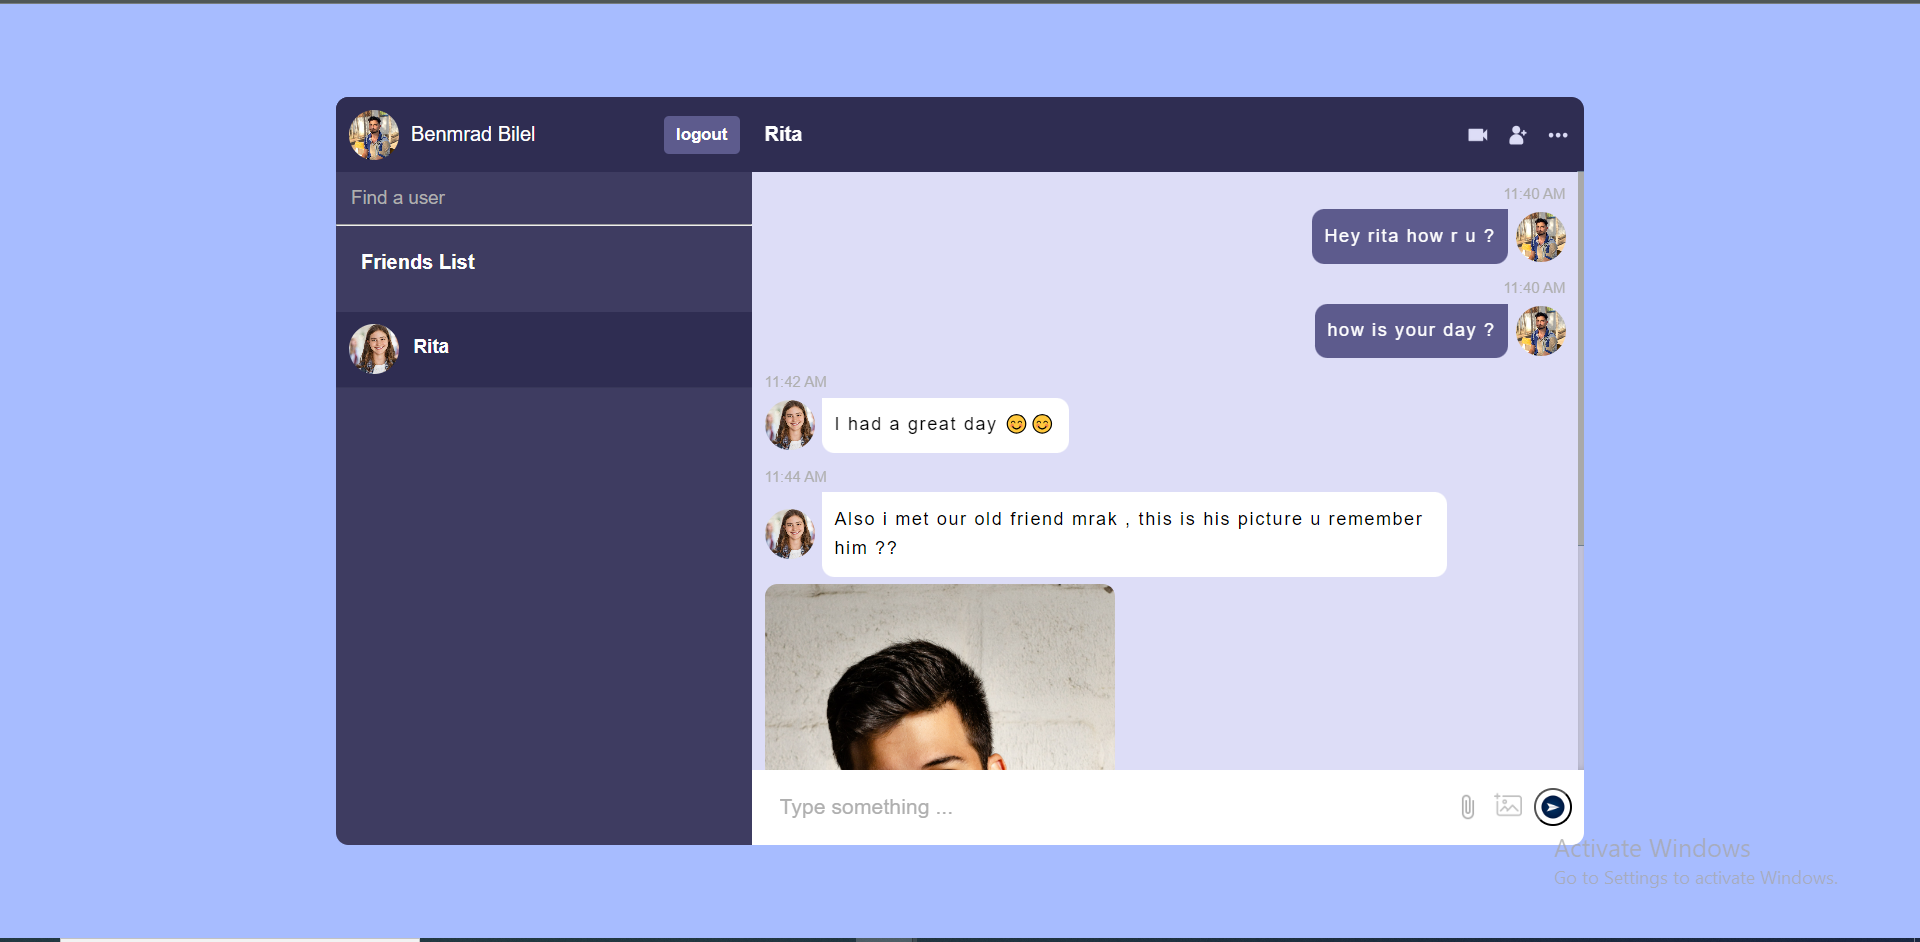 Benmrad Bilel
logout
Rita
Find a user
Friends List
Rita
11:40 AM
Hey rita how r u ?
11:40 AM
how is your day ?
11:42 AM
I had a great day 😊😊
11:44 AM
Also i met our old friend mrak , this is his picture u remember
him ??
Type something ...
Activate Windows
Go to Settings to activate Windows.